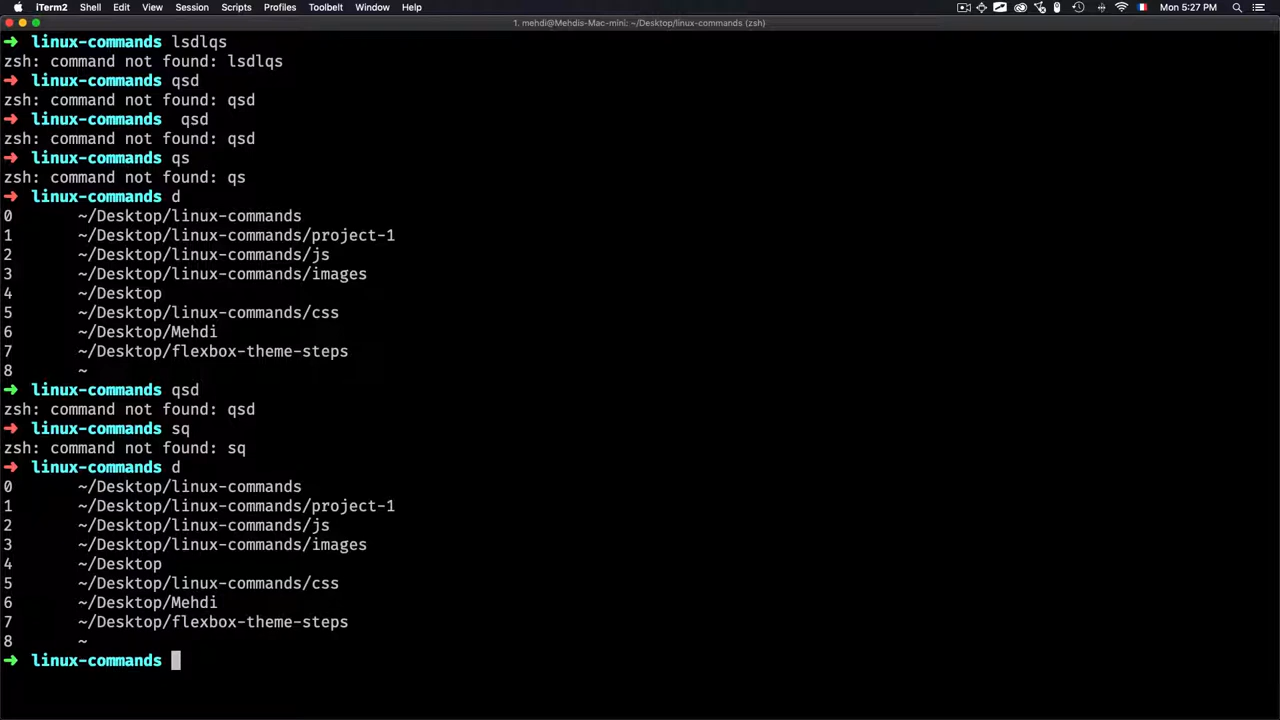 iTerm2 Shell Edit View Session Scripts Profiles Toolbelt Window Help Mon 5:27 PM
1. mehdi@Mehdis-Mac-mini: ~/Desktop/linux-commands (zsh)
➜ linux-commands lsdlqs
zsh: command not found: lsdlqs
➜ linux-commands qsd
zsh: command not found: qsd
➜ linux-commands  qsd
zsh: command not found: qsd
➜ linux-commands qs
zsh: command not found: qs
➜ linux-commands d
0 ~/Desktop/linux-commands
1 ~/Desktop/linux-commands/project-1
2 ~/Desktop/linux-commands/js
3 ~/Desktop/linux-commands/images
4 ~/Desktop
5 ~/Desktop/linux-commands/css
6 ~/Desktop/Mehdi
7 ~/Desktop/flexbox-theme-steps
8 ~
➜ linux-commands qsd
zsh: command not found: qsd
➜ linux-commands sq
zsh: command not found: sq
➜ linux-commands d
0 ~/Desktop/linux-commands
1 ~/Desktop/linux-commands/project-1
2 ~/Desktop/linux-commands/js
3 ~/Desktop/linux-commands/images
4 ~/Desktop
5 ~/Desktop/linux-commands/css
6 ~/Desktop/Mehdi
7 ~/Desktop/flexbox-theme-steps
8 ~
➜ linux-commands